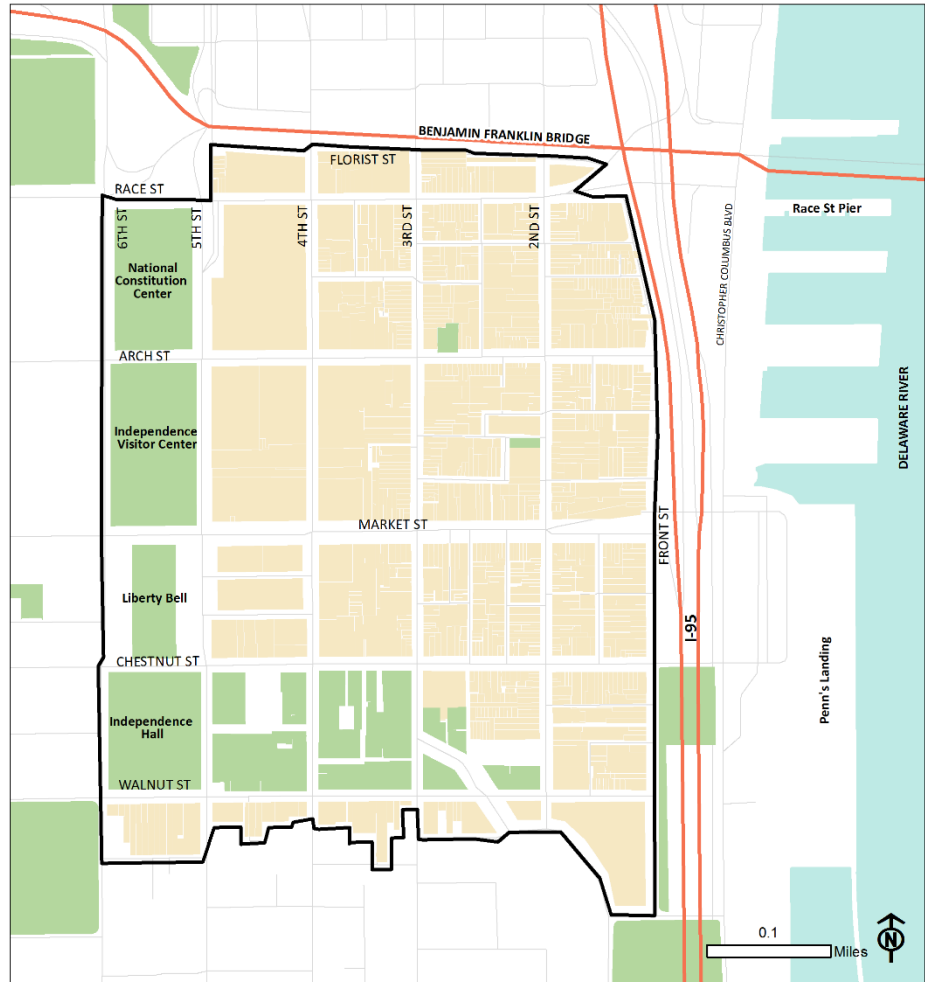 BENJAMIN FRANKLIN BRIDGE
FLORIST ST
RACE ST
6TH ST
5TH ST
4TH ST
3RD ST
2ND ST
Race St Pier
National
Constitution
Center
CHRISTOPHER COLUMBUS BLVD
ARCH ST
Independence
Visitor Center
DELAWARE RIVER
MARKET ST
FRONT ST
Liberty Bell
I-95
CHESTNUT ST
Penn's Landing
Independence
Hall
WALNUT ST
0.1
Miles
N